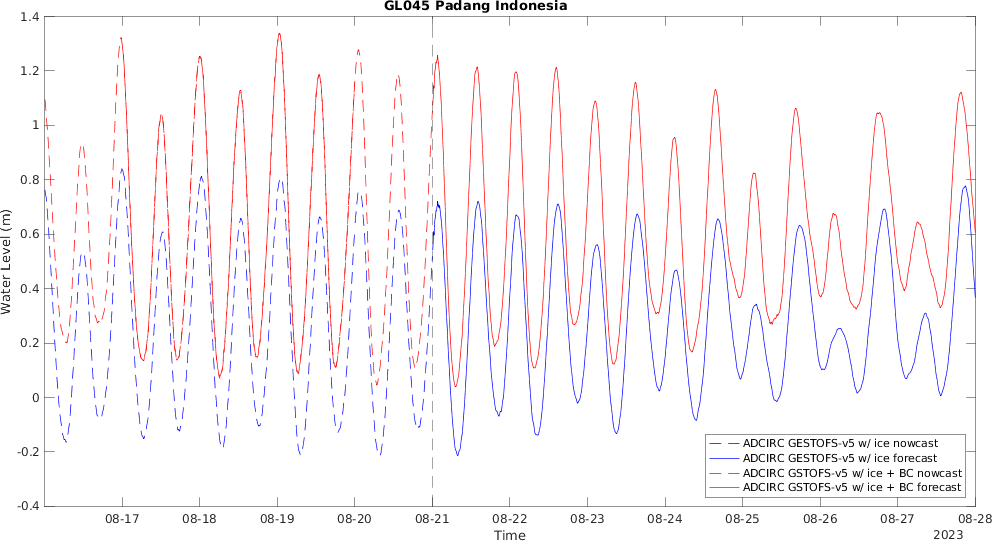 GL045 Padang Indonesia
1.4
1.2
1
0.8
0.6
0.4
0.2
0
-0.2
-0.4
Water Level (m)
ADCIRC GESTOFS-v5 w/ ice nowcast
ADCIRC GESTOFS-v5 w/ ice forecast
ADCIRC GSTOFS-v5 w/ ice + BC nowcast
ADCIRC GSTOFS-v5 w/ ice + BC forecast
08-17 08-18 08-19 08-20 08-21 08-22 08-23 08-24 08-25 08-26 08-27 08-28
Time
2023